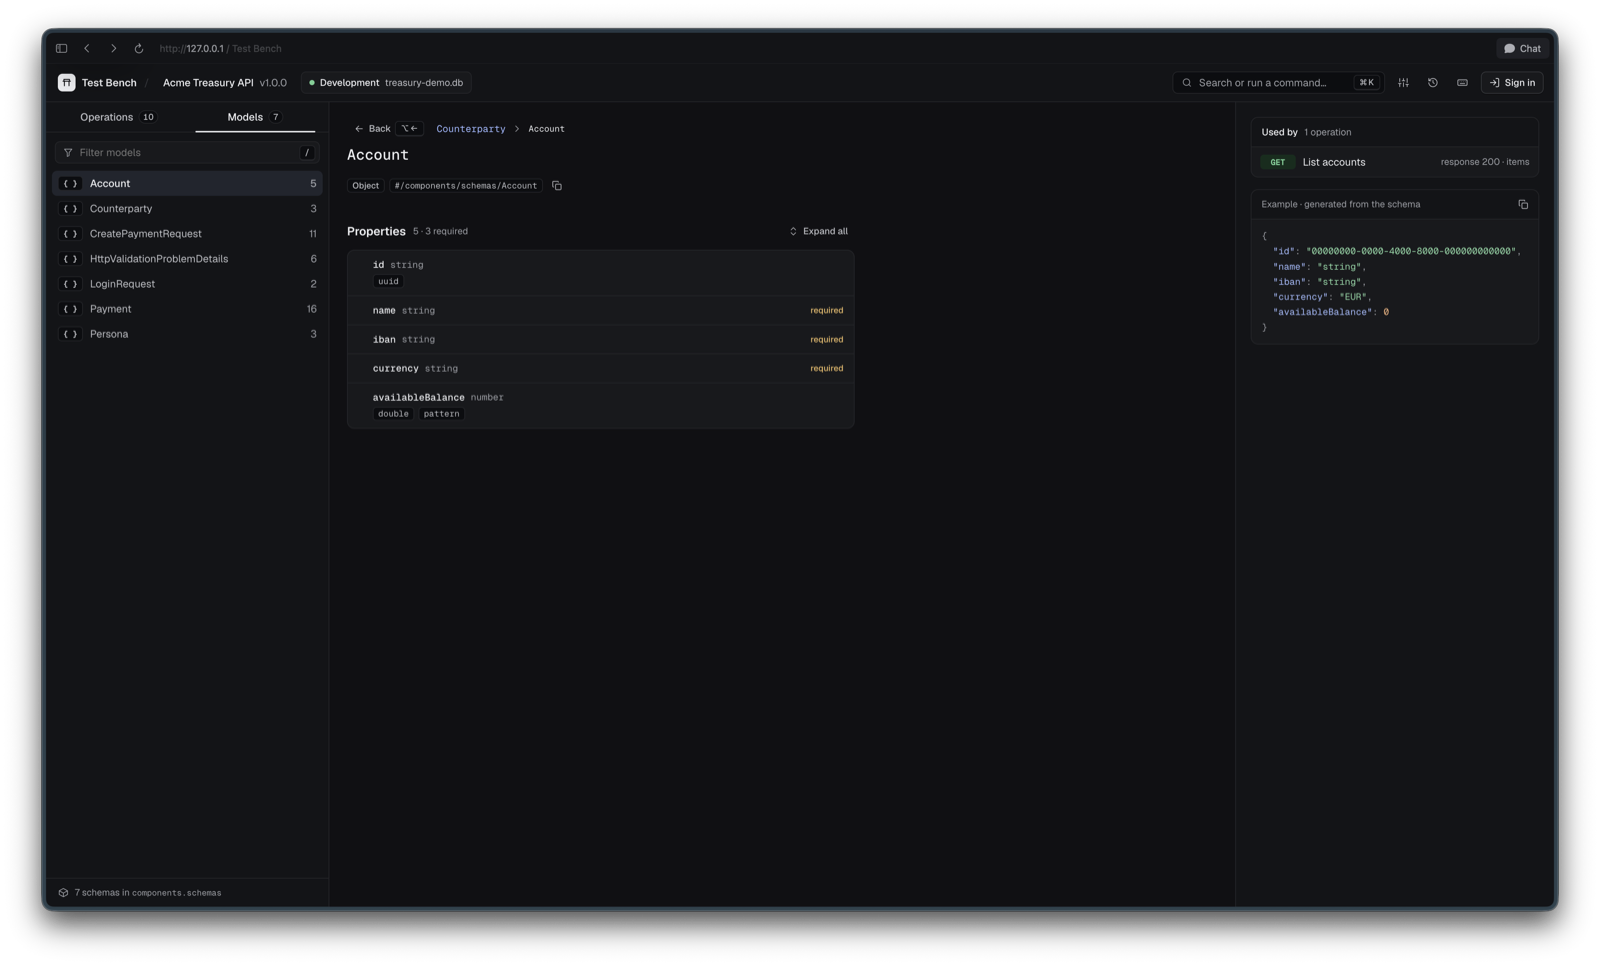 http://127.0.0.1 / Test Bench
Chat
Test Bench / Acme Treasury API v1.0.0
Development treasury-demo.db
Search or run a command...
⌘K
Sign in
Operations 10
Models 7
Filter models
/
{ } Account 5
{ } Counterparty 3
{ } CreatePaymentRequest 11
{ } HttpValidationProblemDetails 6
{ } LoginRequest 2
{ } Payment 16
{ } Persona 3
7 schemas in components.schemas
← Back ⌥← Counterparty > Account
Account
Object #/components/schemas/Account
Properties 5 · 3 required
Expand all
id string
uuid
name string required
iban string required
currency string required
availableBalance number
double pattern
Used by 1 operation
GET List accounts response 200 · items
Example · generated from the schema
{
"id": "00000000-0000-4000-8000-000000000000",
"name": "string",
"iban": "string",
"currency": "EUR",
"availableBalance": 0
}